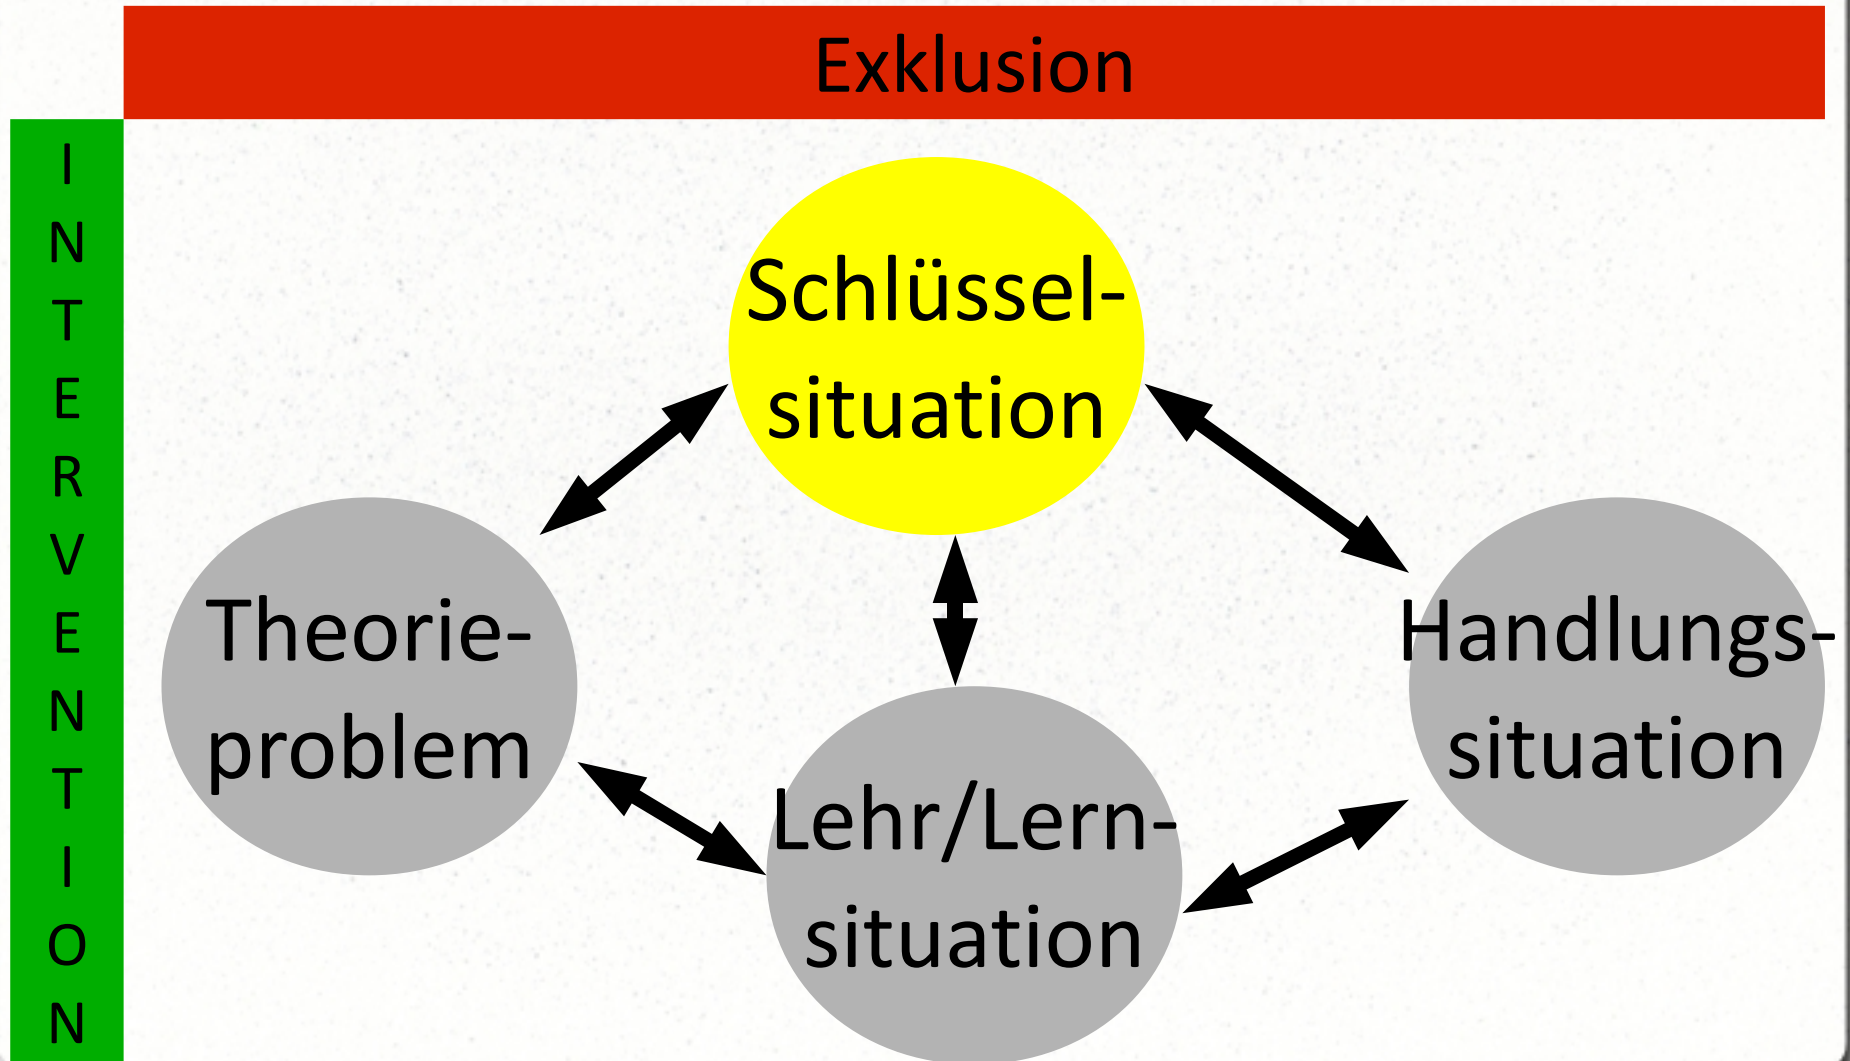 Exklusion
I
N
T
E
R
V
E
N
T
I
O
N
Schlüssel-
situation
Theorie-
problem
Handlungs-
situation
Lehr/Lern-
situation